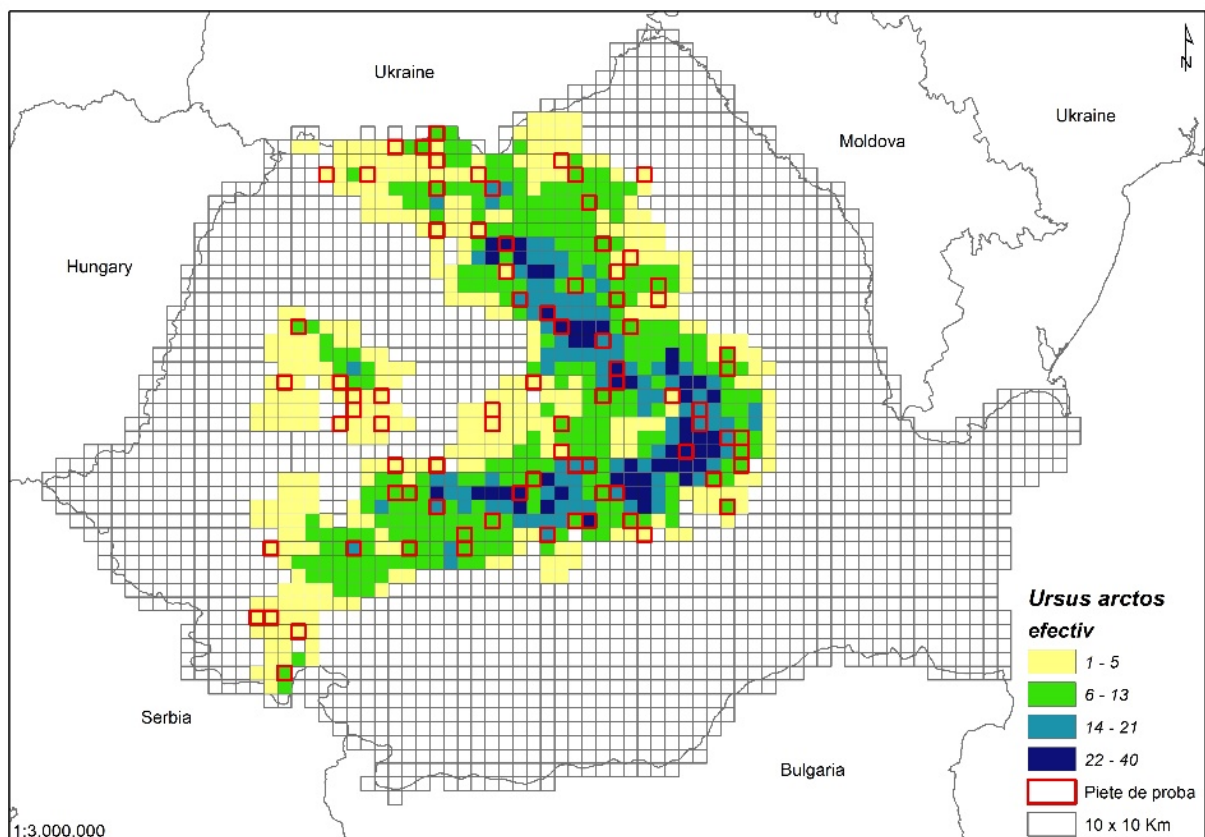 Ukraine
Moldova
Ukraine
Hungary
Serbia
Bulgaria
N
Ursus arctos
efectiv
1 - 5
6 - 13
14 - 21
22 - 40
Piete de proba
10 x 10 Km
1:3.000.000